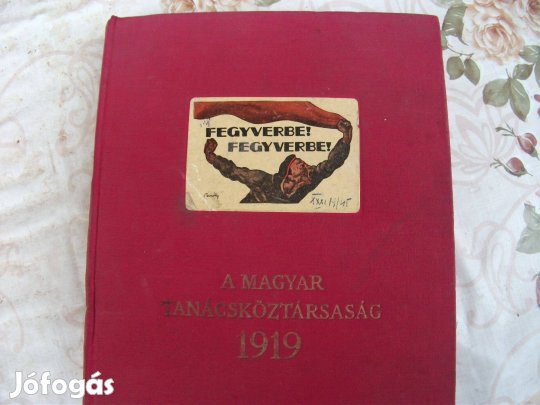 FEGYVERBE!
FEGYVERBE!
A MAGYAR
TANÁCSKÖZTÁRSASÁG
1919
Jófogás